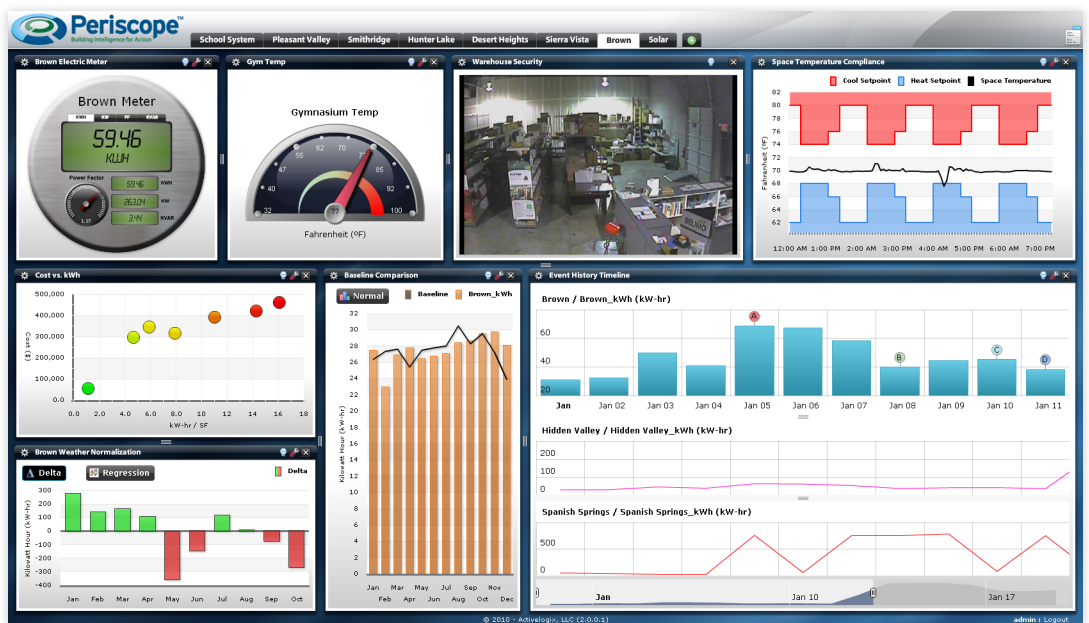 Periscope™
Building Intelligence for Action™
School System Pleasant Valley Smithridge Hunter Lake Desert Heights Sierra Vista Brown Solar
Brown Electric Meter
Brown Meter
KWH KW PF KVAR
59.46
KWH
Power Factor
1.17
59.46 KWH
263.04 KW
3.44 KVAR
Gym Temp
Gymnasium Temp
32 40 47 55 62 70 77 85 92 100
77
Fahrenheit (ºF)
Warehouse Security
BELIMO
Space Temperature Compliance
Cool Setpoint Heat Setpoint Space Temperature
Fahrenheit (ºF)
82
80
78
76
74
72
70
68
66
64
62
12:00 AM 1:00 PM 2:00 AM 3:00 PM 4:00 AM 5:00 PM 6:00 AM 7:00 PM
Cost vs. kWh
Cost ($)
500,000
400,000
300,000
200,000
100,000
0.0
0.0 2.0 4.0 6.0 8.0 10 12 14 16 18
kW-hr / SF
Brown Weather Normalization
Delta Regression Delta
Kilovatt Hour (kW-hr)
300
200
100
0
-100
-200
-300
-400
Jan Feb Mar Apr May Jun Jul Aug Sep Oct
Baseline Comparison
Normal Baseline Brown_kWh
Kilovatt Hour (kW-hr)
32
30
28
26
24
22
20
18
16
14
12
10
8
6
4
2
0
Jan Mar May Jul Sep Nov
Feb Apr Jun Aug Oct Dec
Event History Timeline
Brown / Brown_kWh (kW-hr)
60
40
20
A
B
C
D
Jan Jan 02 Jan 03 Jan 04 Jan 05 Jan 06 Jan 07 Jan 08 Jan 09 Jan 10 Jan 11
Hidden Valley / Hidden Valley_kWh (kW-hr)
200
100
0
Spanish Springs / Spanish Springs_kWh (kW-hr)
500
0
Jan Jan 10 Jan 17
© 2010 - Activelogix, LLC (2.0.0.1)
admin : Logout